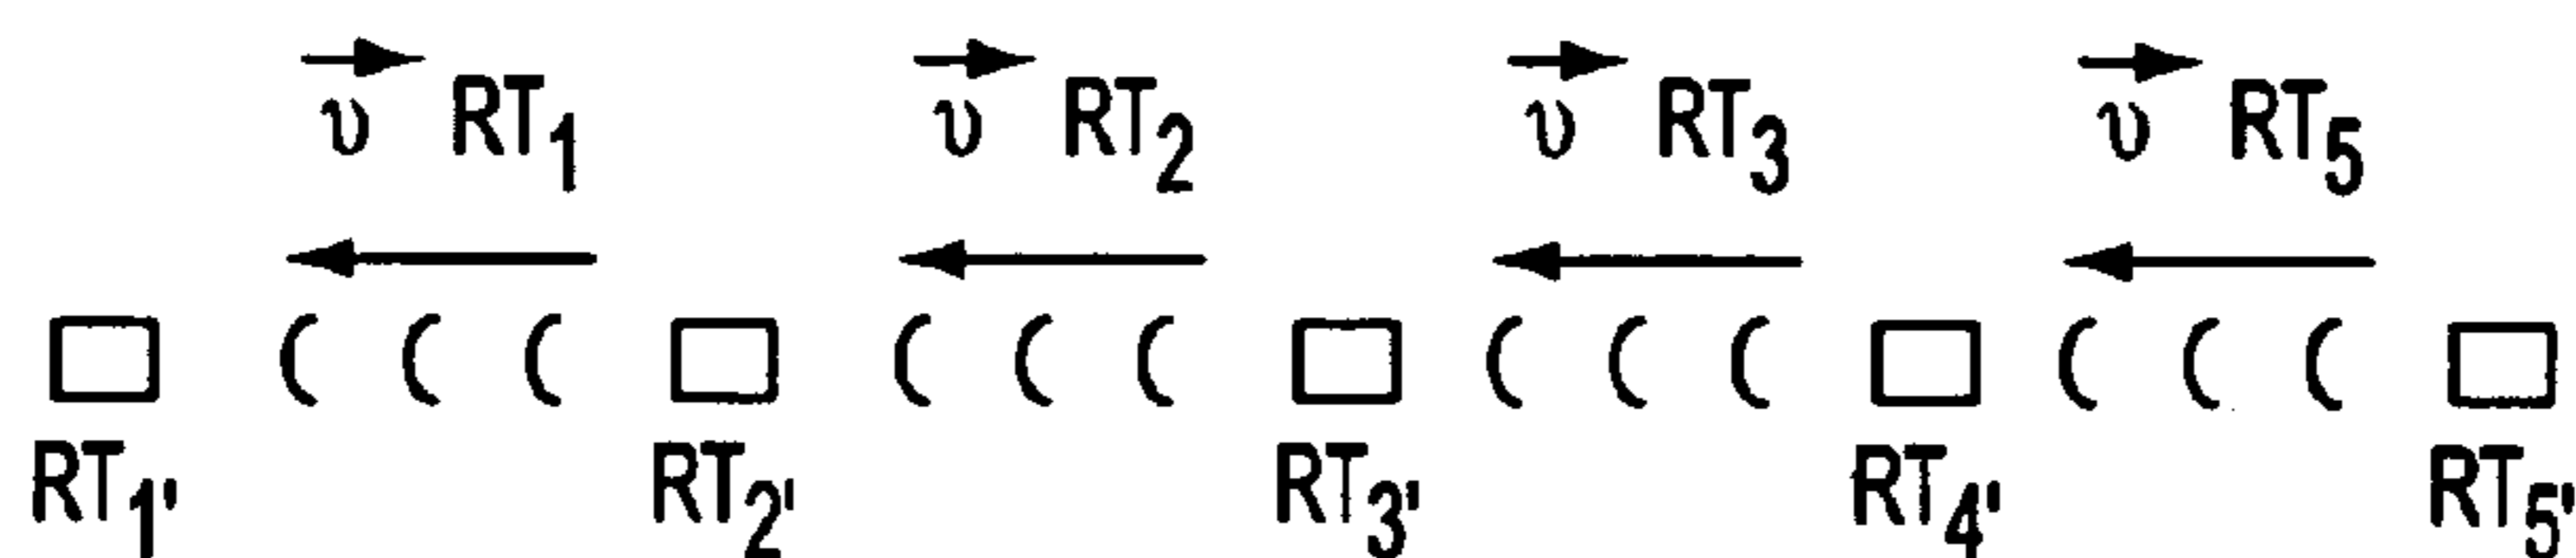 υ RT₁ υ RT₂ υ RT₃ υ RT₅
RT₁' RT₂' RT₃' RT₄' RT₅'